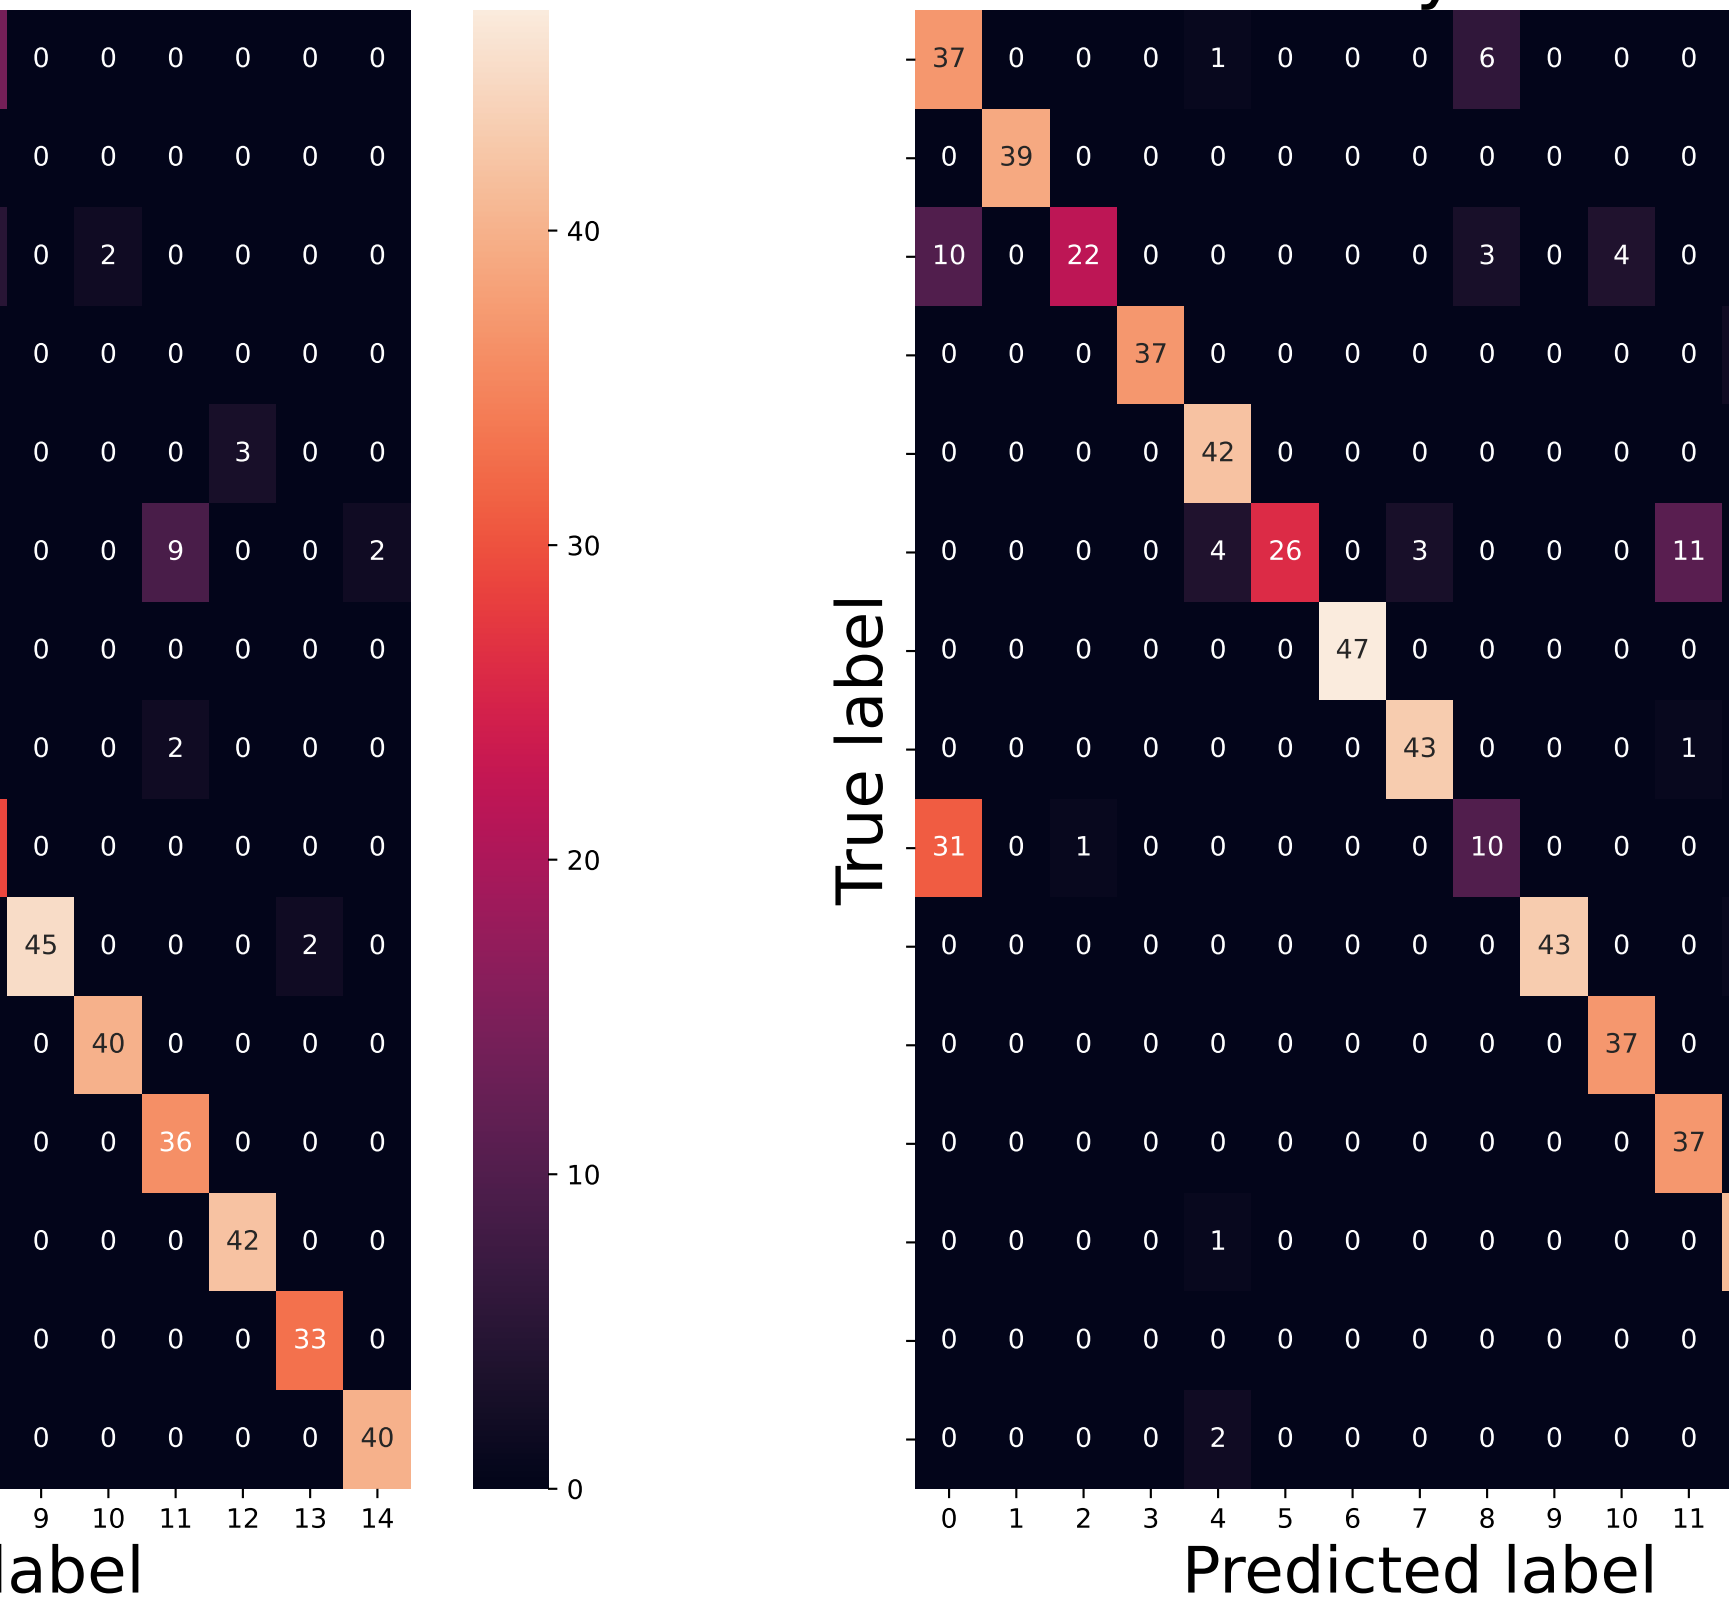 0 0 0 0 0 0
0 0 0 0 0 0
0 2 0 0 0 0
0 0 0 0 0 0
0 0 0 3 0 0
0 0 9 0 0 2
0 0 0 0 0 0
0 0 2 0 0 0
0 0 0 0 0 0
45 0 0 0 2 0
0 40 0 0 0 0
0 0 36 0 0 0
0 0 0 42 0 0
0 0 0 0 33 0
0 0 0 0 0 40
9 10 11 12 13 14
label
40
30
20
10
0
True label
37 0 0 0 1 0 0 0 6 0 0 0
0 39 0 0 0 0 0 0 0 0 0 0
10 0 22 0 0 0 0 0 3 0 4 0
0 0 0 37 0 0 0 0 0 0 0 0
0 0 0 0 42 0 0 0 0 0 0 0
0 0 0 0 4 26 0 3 0 0 0 11
0 0 0 0 0 0 47 0 0 0 0 0
0 0 0 0 0 0 0 43 0 0 0 1
31 0 1 0 0 0 0 0 10 0 0 0
0 0 0 0 0 0 0 0 0 43 0 0
0 0 0 0 0 0 0 0 0 0 37 0
0 0 0 0 0 0 0 0 0 0 0 37
0 0 0 0 1 0 0 0 0 0 0 0
0 0 0 0 0 0 0 0 0 0 0 0
0 0 0 0 2 0 0 0 0 0 0 0
0 1 2 3 4 5 6 7 8 9 10 11
Predicted label